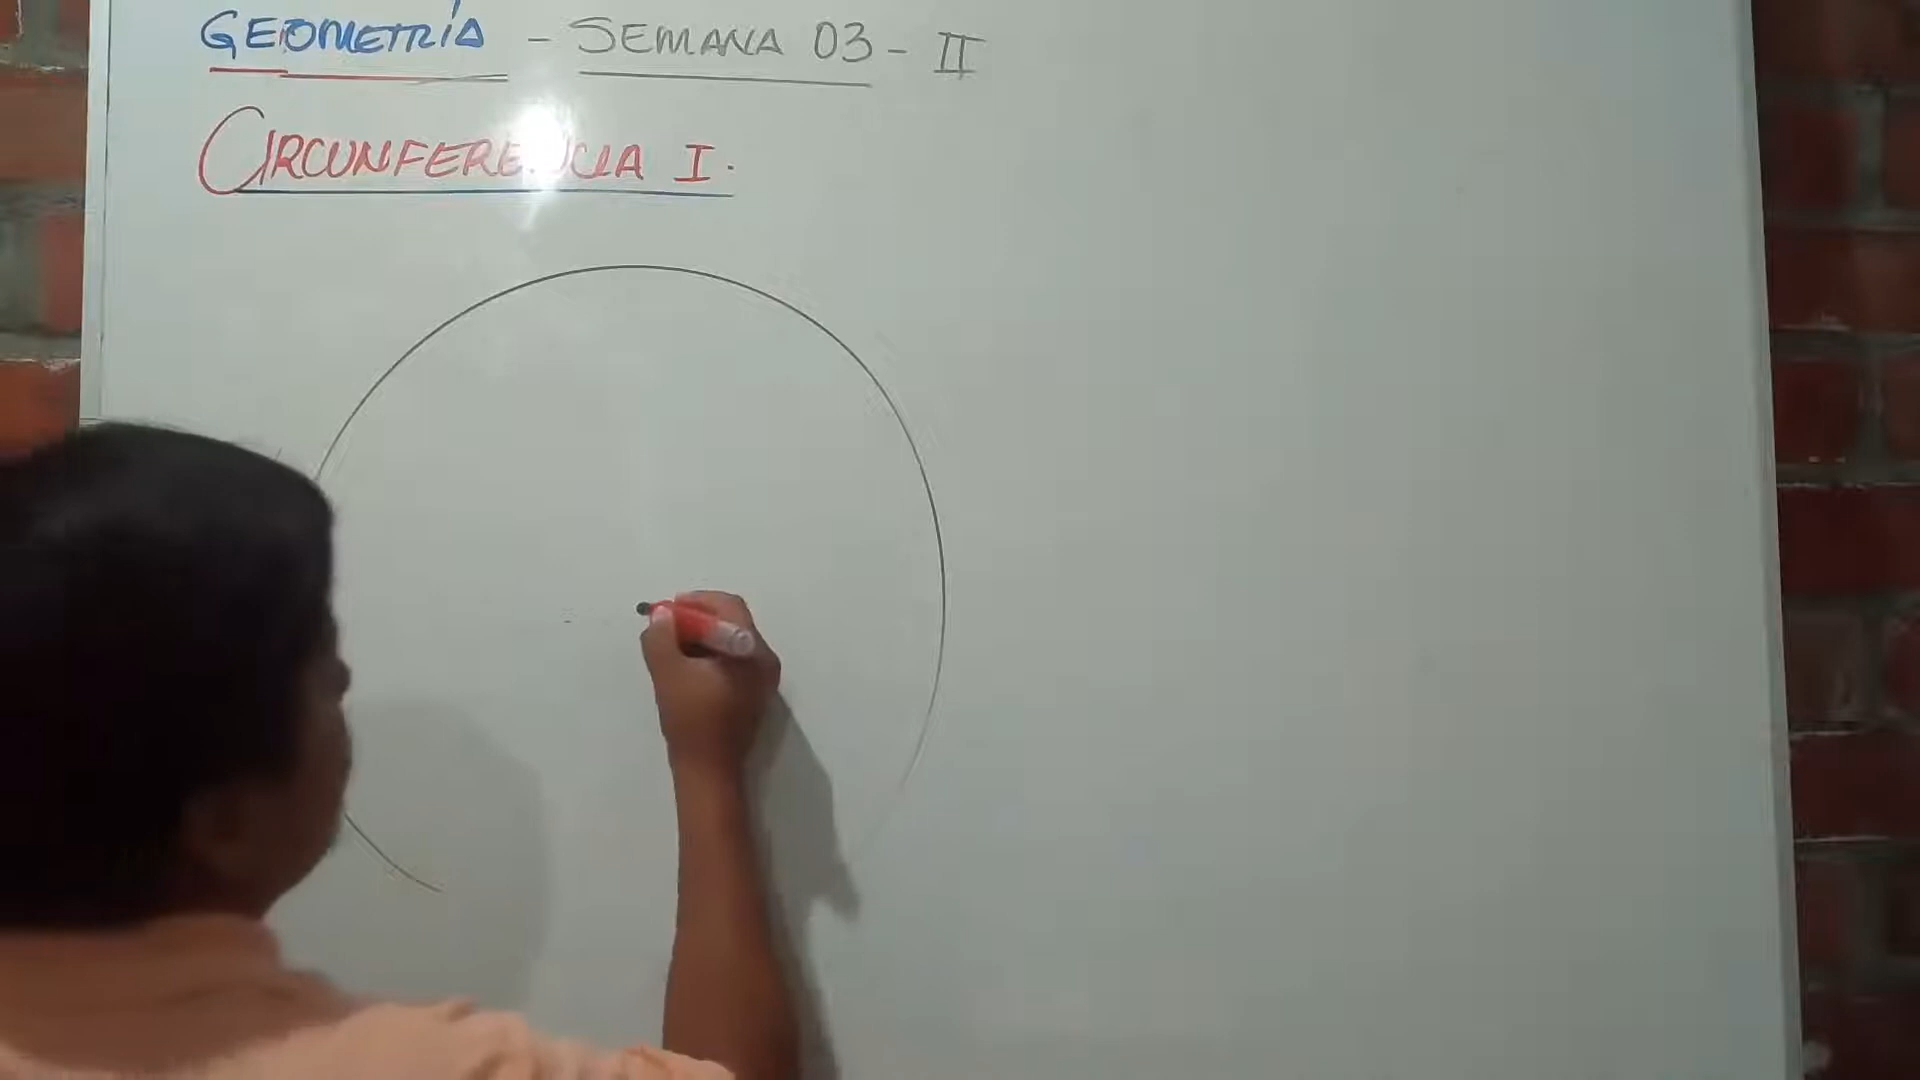 GEOMETRÍA - SEMANA 03 - II
CIRCUNFERENCIA I.